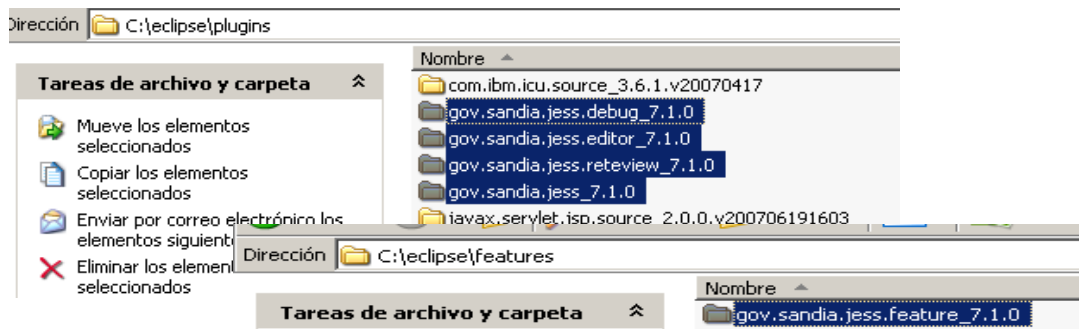 Dirección C:\eclipse\plugins
Nombre
Tareas de archivo y carpeta
com.ibm.icu.source_3.6.1.v20070417
gov.sandia.jess.debug_7.1.0
Mueve los elementos
seleccionados
gov.sandia.jess.editor_7.1.0
gov.sandia.jess.reteview_7.1.0
Copiar los elementos
seleccionados
gov.sandia.jess_7.1.0
Enviar por correo electrónico los
elementos
javax.servlet.jsp.source_2.0.0.v200706191603
Dirección C:\eclipse\features
Eliminar los
seleccionados
Nombre
Tareas de archivo y carpeta
gov.sandia.jess.feature_7.1.0